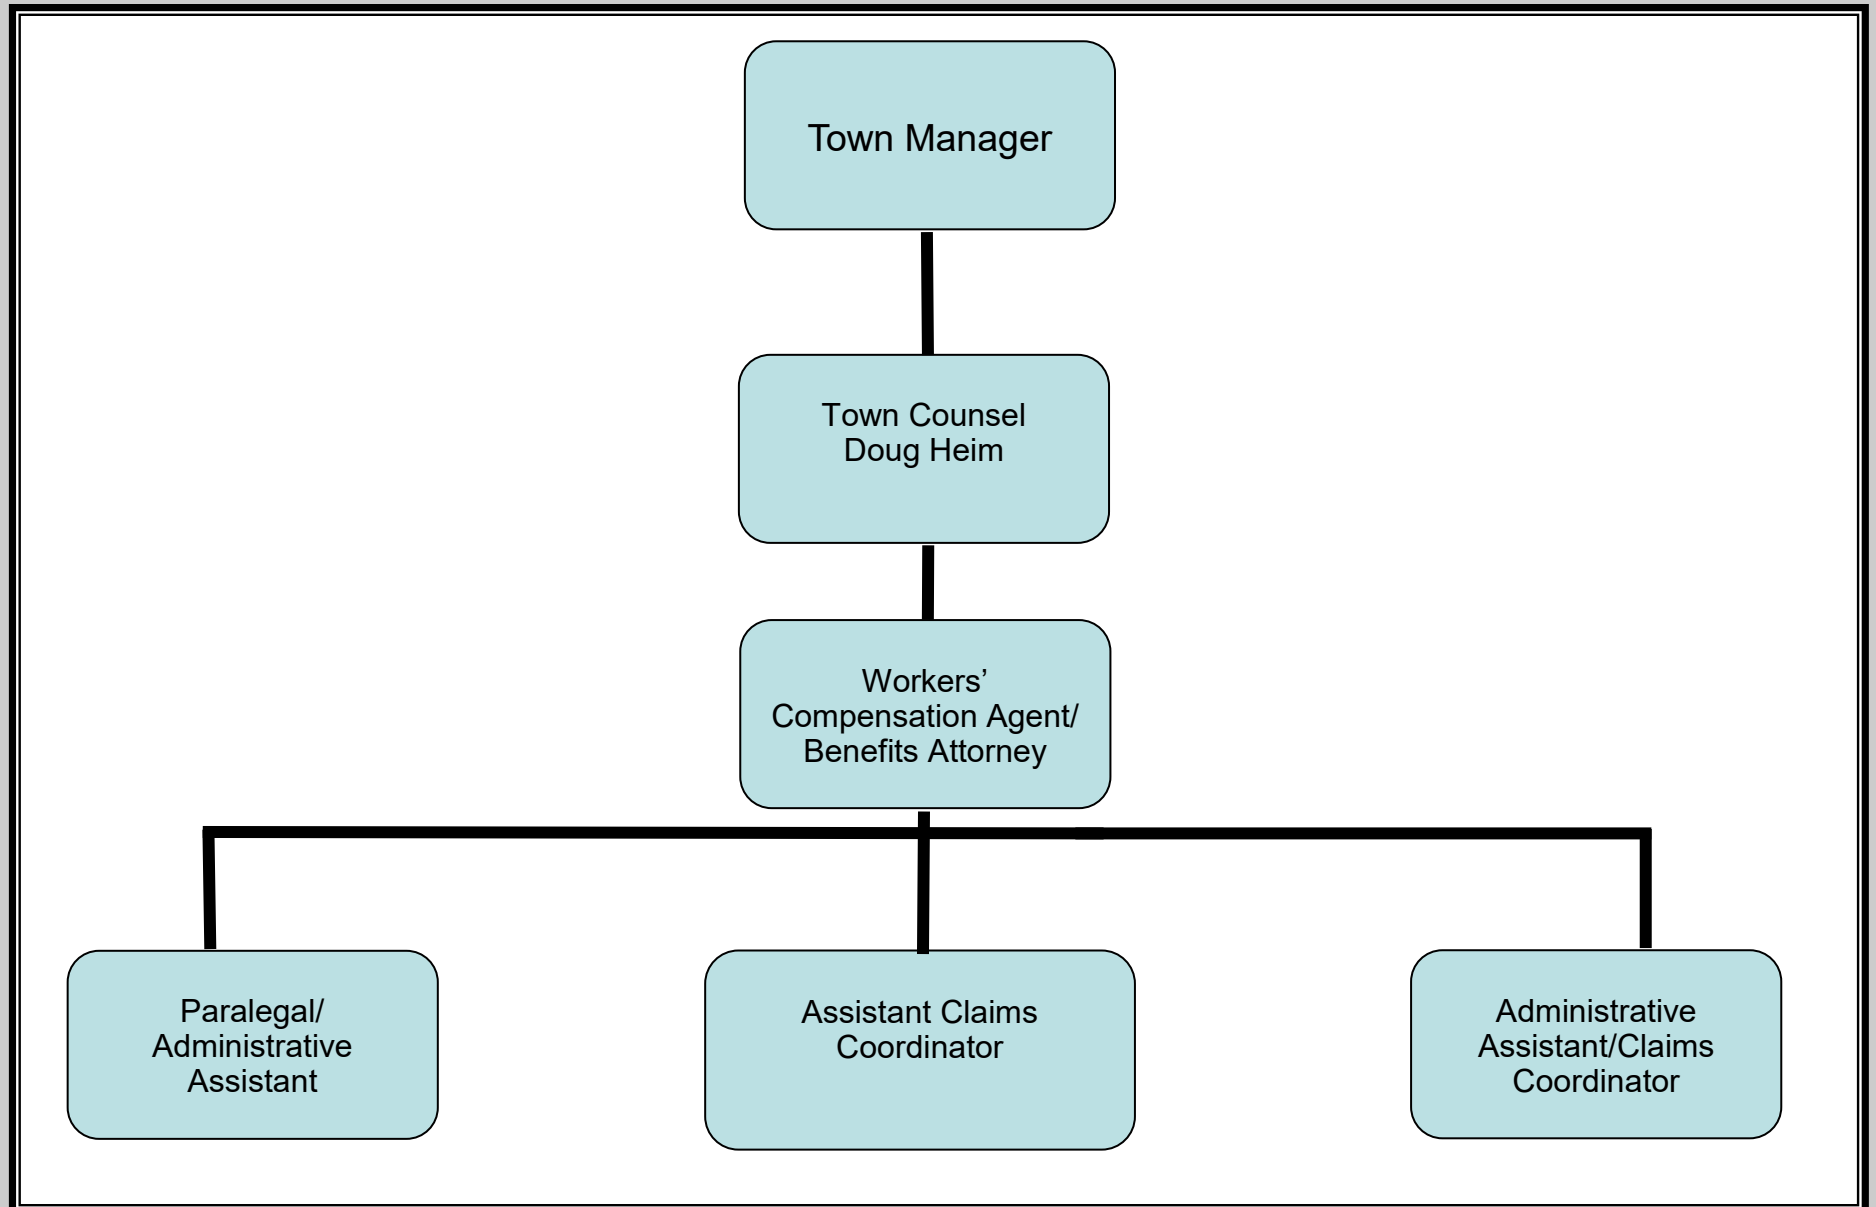 Town Manager
Town Counsel
Doug Heim
Workers’
Compensation Agent/
Benefits Attorney
Paralegal/
Administrative
Assistant
Assistant Claims
Coordinator
Administrative
Assistant/Claims
Coordinator